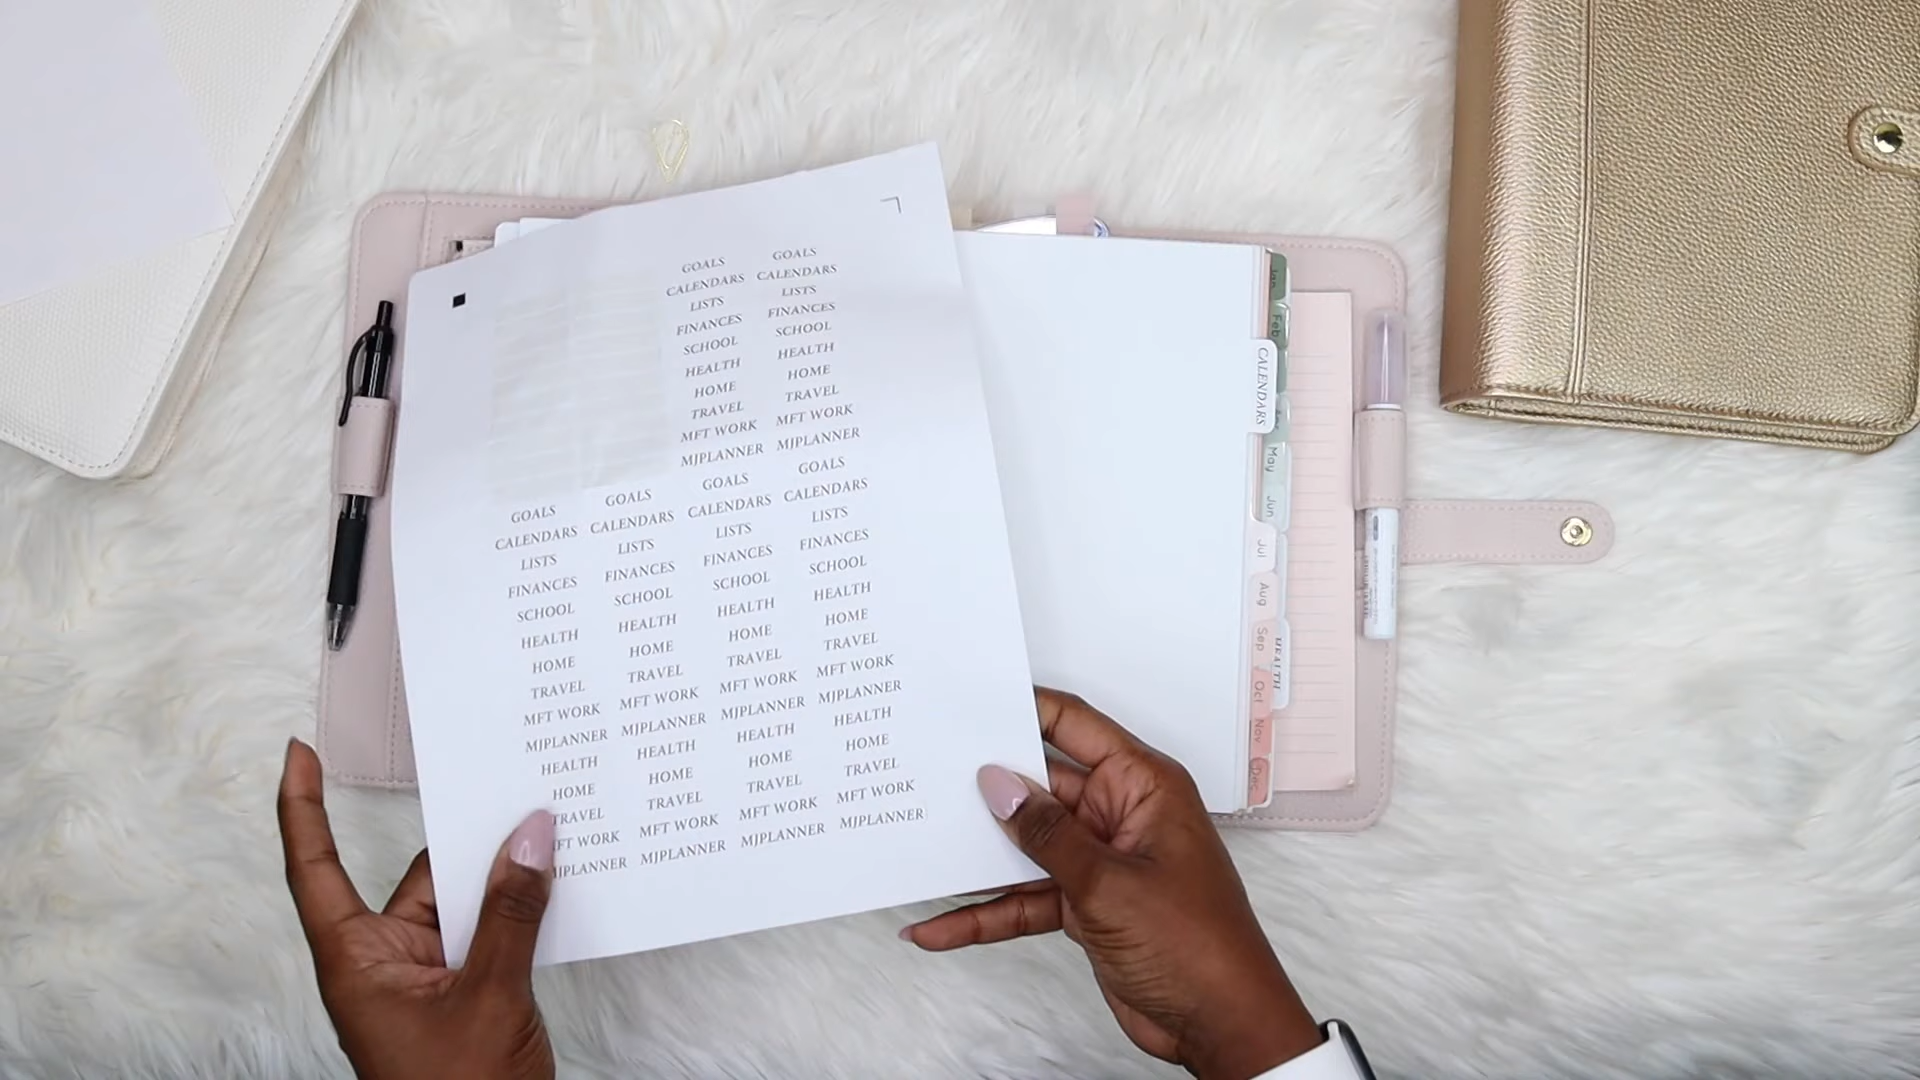 GOALS GOALS
CALENDARS CALENDARS
LISTS LISTS
FINANCES FINANCES
SCHOOL SCHOOL
HEALTH HEALTH
HOME HOME
TRAVEL TRAVEL
MFT WORK MFT WORK
MJPLANNER MJPLANNER
GOALS GOALS GOALS GOALS
CALENDARS CALENDARS CALENDARS CALENDARS
LISTS LISTS LISTS LISTS
FINANCES FINANCES FINANCES FINANCES
SCHOOL SCHOOL SCHOOL SCHOOL
HEALTH HEALTH HEALTH HEALTH
HOME HOME HOME HOME
TRAVEL TRAVEL TRAVEL TRAVEL
MFT WORK MFT WORK MFT WORK MFT WORK
MJPLANNER MJPLANNER MJPLANNER MJPLANNER
HEALTH HEALTH HEALTH HEALTH
HOME HOME HOME HOME
TRAVEL TRAVEL TRAVEL TRAVEL
FT WORK MFT WORK MFT WORK MFT WORK
JPLANNER MJPLANNER MJPLANNER MJPLANNER
Jan
Feb
CALENDARS
May
Jun
Jul
Aug
Sep
HEALTH
Oct
Nov
Dec